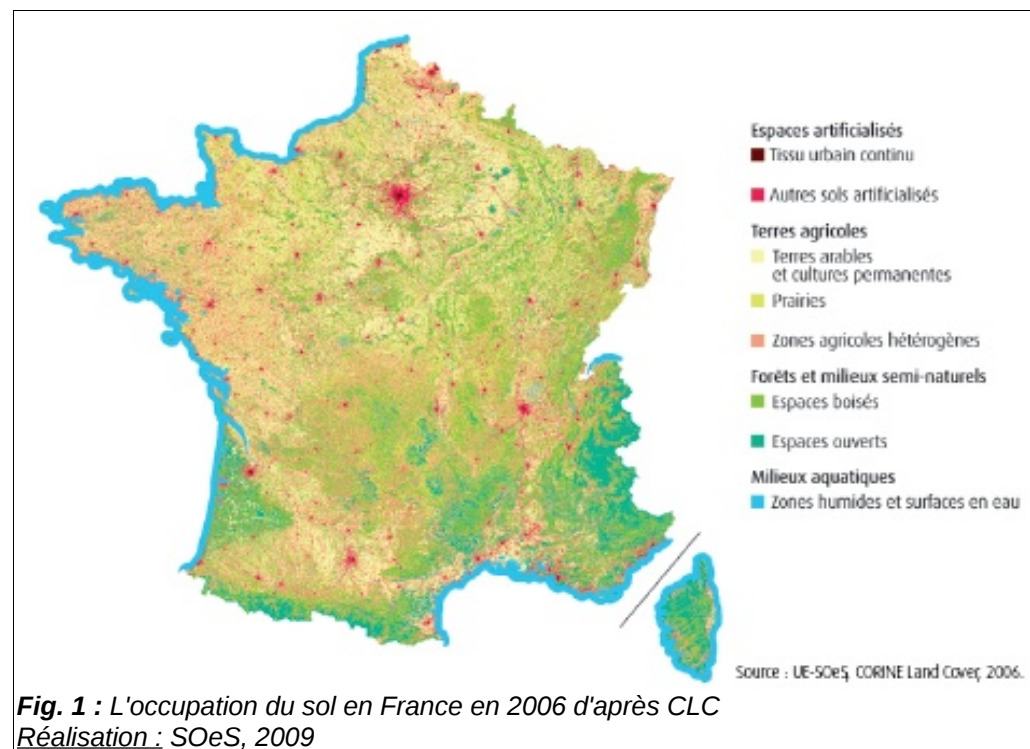 Espaces artificialisés
Tissu urbain continu
Autres sols artificialisés
Terres agricoles
Terres arables
et cultures permanentes
Prairies
Zones agricoles hétérogènes
Forêts et milieux semi-naturels
Espaces boisés
Espaces ouverts
Milieux aquatiques
Zones humides et surfaces en eau
Source : UE-SOeS, CORINE Land Cover, 2006.
Fig. 1 : L'occupation du sol en France en 2006 d'après CLC
Réalisation : SOeS, 2009